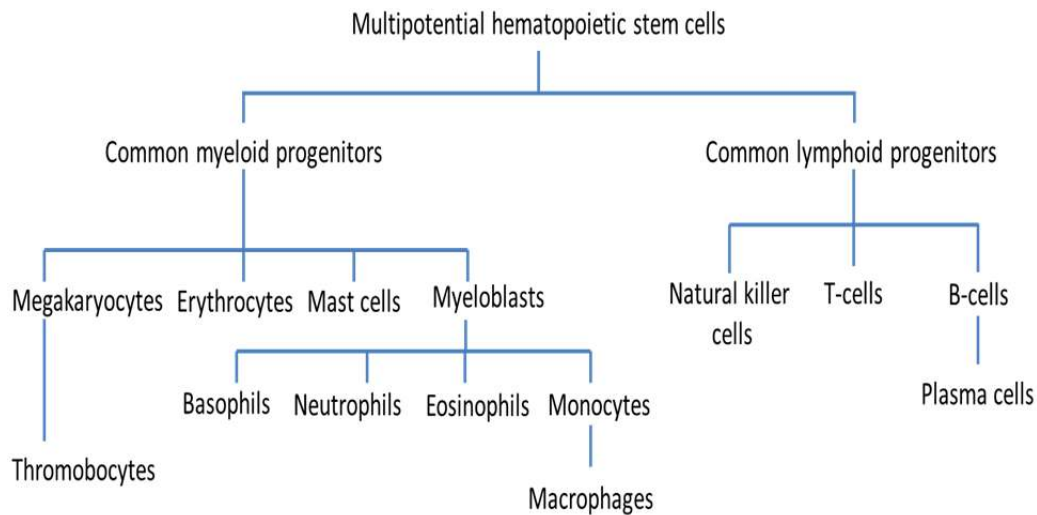 Multipotential hematopoietic stem cells
Common myeloid progenitors
Common lymphoid progenitors
Megakaryocytes
Erythrocytes
Mast cells
Myeloblasts
Natural killer
cells
T-cells
B-cells
Basophils
Neutrophils
Eosinophils
Monocytes
Plasma cells
Thromobocytes
Macrophages